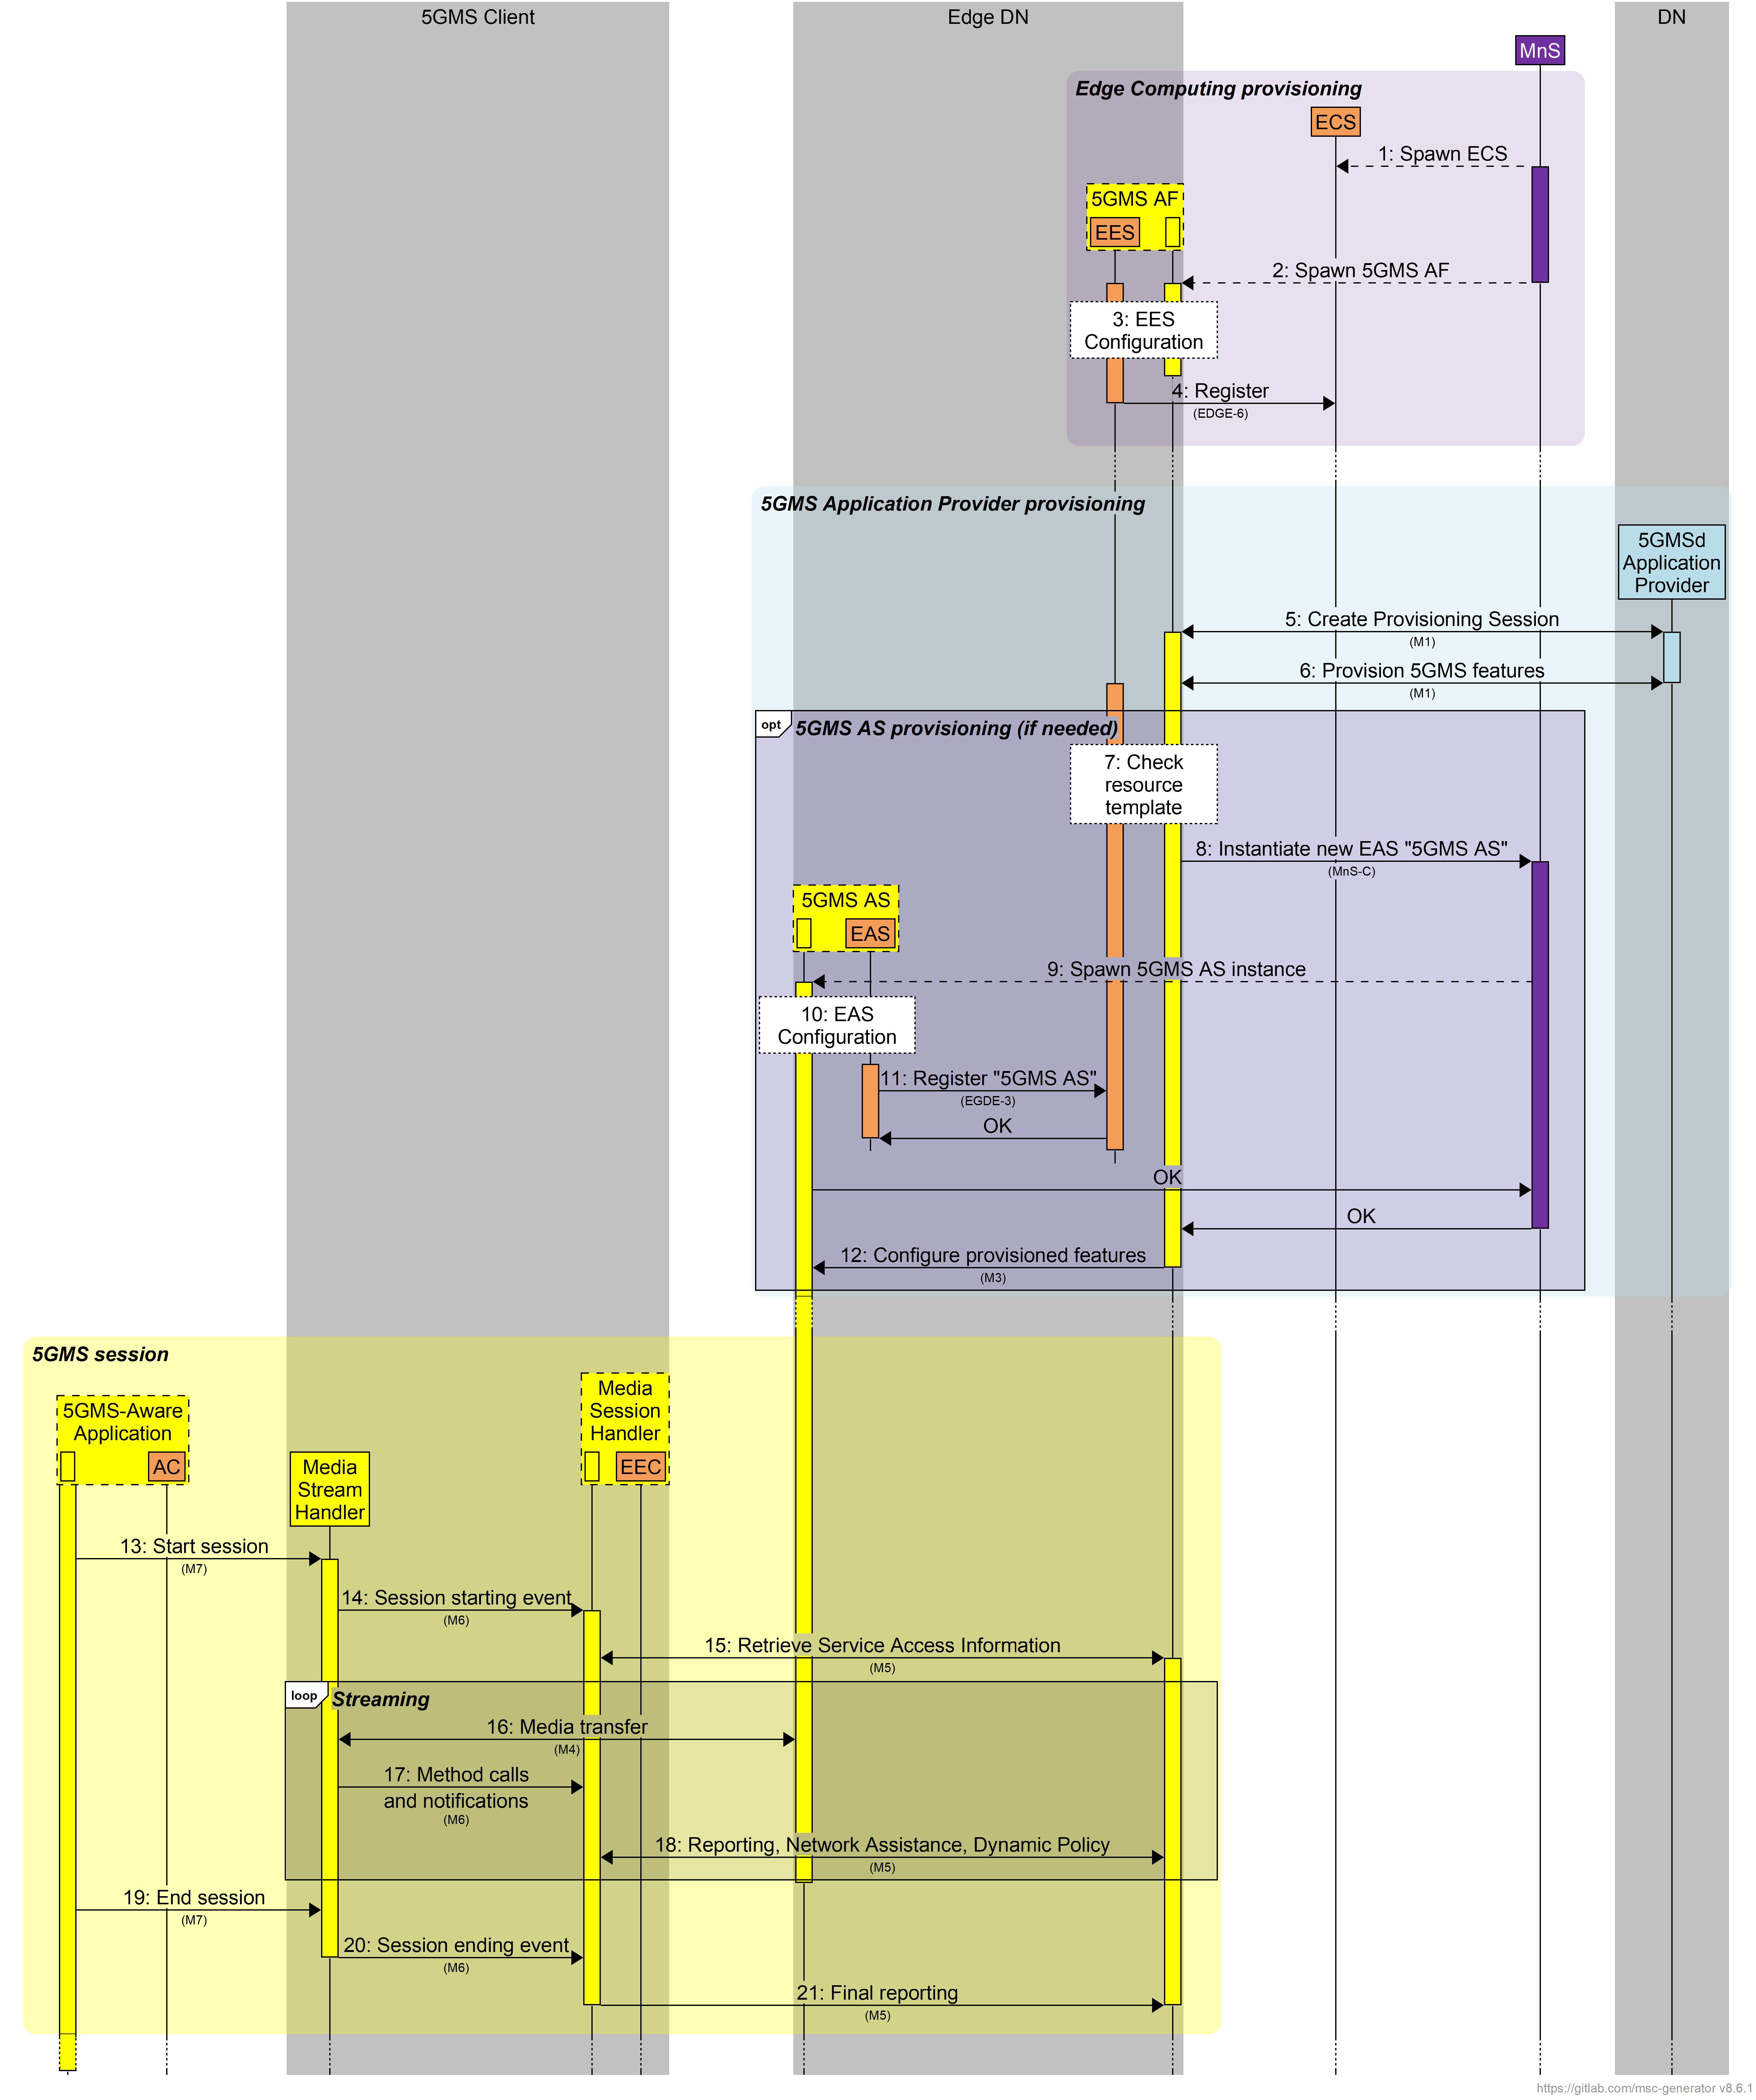 5GMS Client
Edge DN
DN
MnS
Edge Computing provisioning
ECS
1: Spawn ECS
5GMS AF
EES
2: Spawn 5GMS AF
3: EES
Configuration
4: Register
(EDGE-6)
5GMS Application Provider provisioning
5GMSd
Application
Provider
5: Create Provisioning Session
(M1)
6: Provision 5GMS features
(M1)
opt
5GMS AS provisioning (if needed)
7: Check
resource
template
8: Instantiate new EAS "5GMS AS"
(MnS-C)
5GMS AS
EAS
9: Spawn 5GMS AS instance
10: EAS
Configuration
11: Register "5GMS AS"
(EGDE-3)
OK
OK
OK
12: Configure provisioned features
(M3)
5GMS session
5GMS-Aware
Application
AC
Media
Stream
Handler
Media
Session
Handler
EEC
13: Start session
(M7)
14: Session starting event
(M6)
15: Retrieve Service Access Information
(M5)
loop
Streaming
16: Media transfer
(M4)
17: Method calls
and notifications
(M6)
18: Reporting, Network Assistance, Dynamic Policy
(M5)
19: End session
(M7)
20: Session ending event
(M6)
21: Final reporting
(M5)
https://gitlab.com/msc-generator v8.6.1